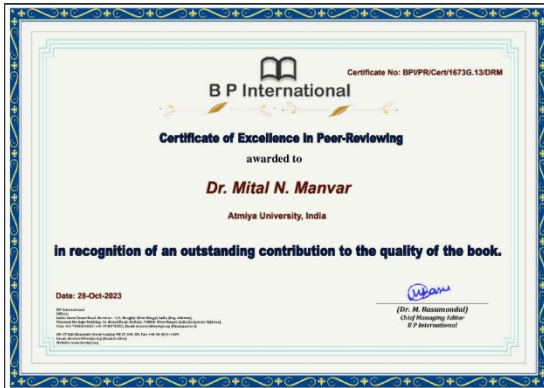 Certificate No: BPI/PR/Cert/1673G.13/DRM
B P International
Certificate of Excellence in Peer-Reviewing
awarded to
Dr. Mital N. Manvar
Atmiya University, India
in recognition of an outstanding contribution to the quality of the book.
Date: 28-Oct-2023
(Dr. M. Basumondal)
Chief Managing Editor
B P International
BP International